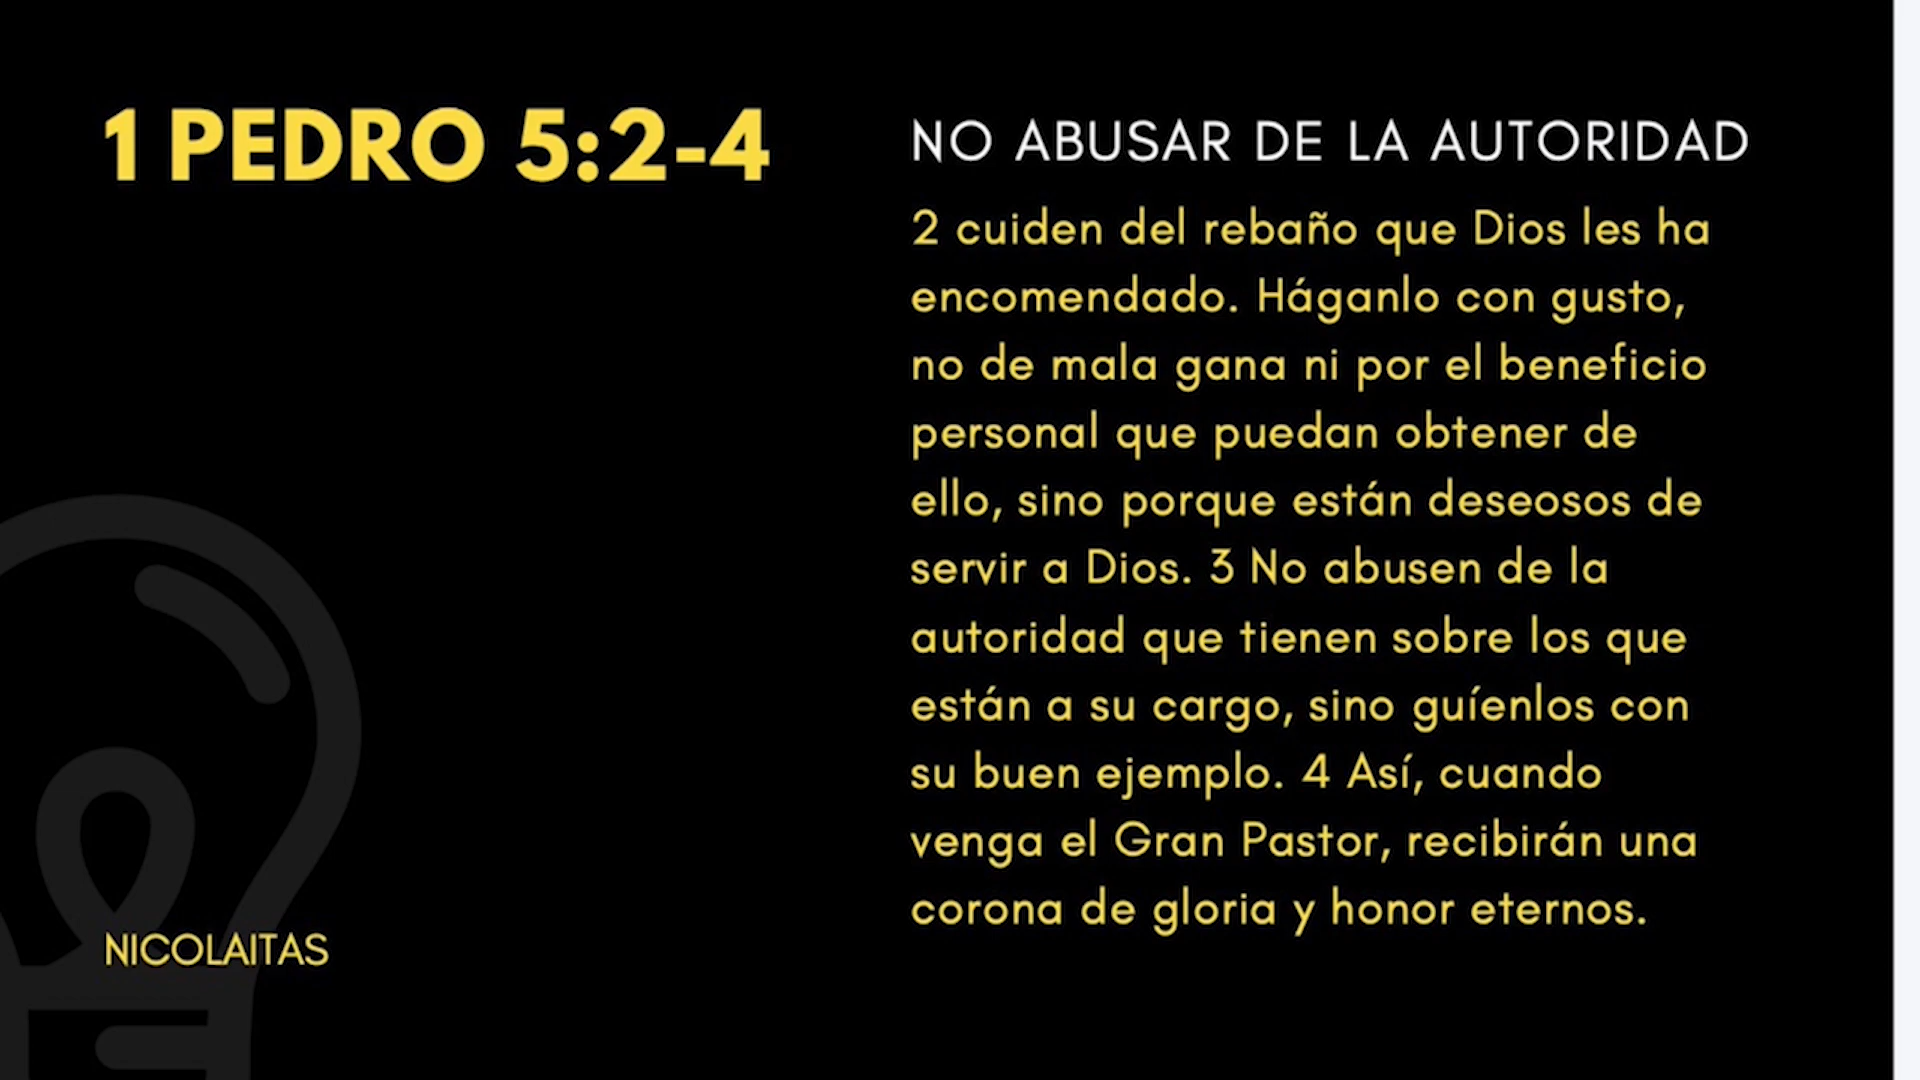 1 PEDRO 5:2-4
NO ABUSAR DE LA AUTORIDAD
2 cuiden del rebaño que Dios les ha
encomendado. Háganlo con gusto,
no de mala gana ni por el beneficio
personal que puedan obtener de
ello, sino porque están deseosos de
servir a Dios. 3 No abusen de la
autoridad que tienen sobre los que
están a su cargo, sino guíenlos con
su buen ejemplo. 4 Así, cuando
venga el Gran Pastor, recibirán una
corona de gloria y honor eternos.
NICOLAITAS